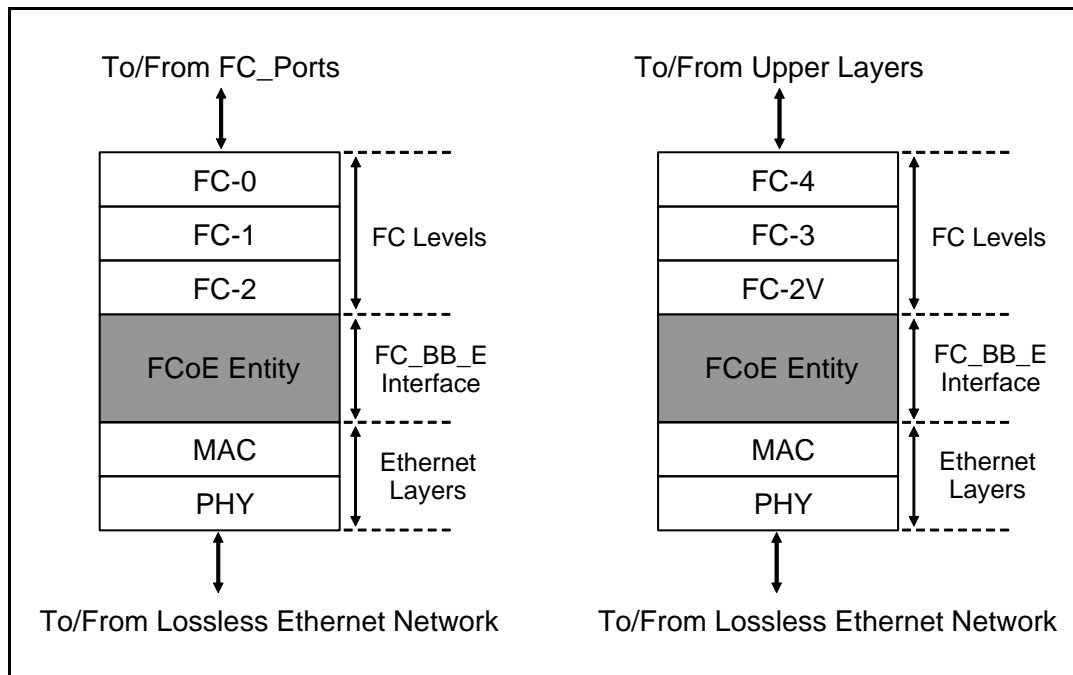 To/From FC_Ports
FC-0
FC-1
FC-2
FC Levels
FCoE Entity
FC_BB_E
Interface
MAC
PHY
Ethernet
Layers
To/From Lossless Ethernet Network
To/From Upper Layers
FC-4
FC-3
FC-2V
FC Levels
FCoE Entity
FC_BB_E
Interface
MAC
PHY
Ethernet
Layers
To/From Lossless Ethernet Network